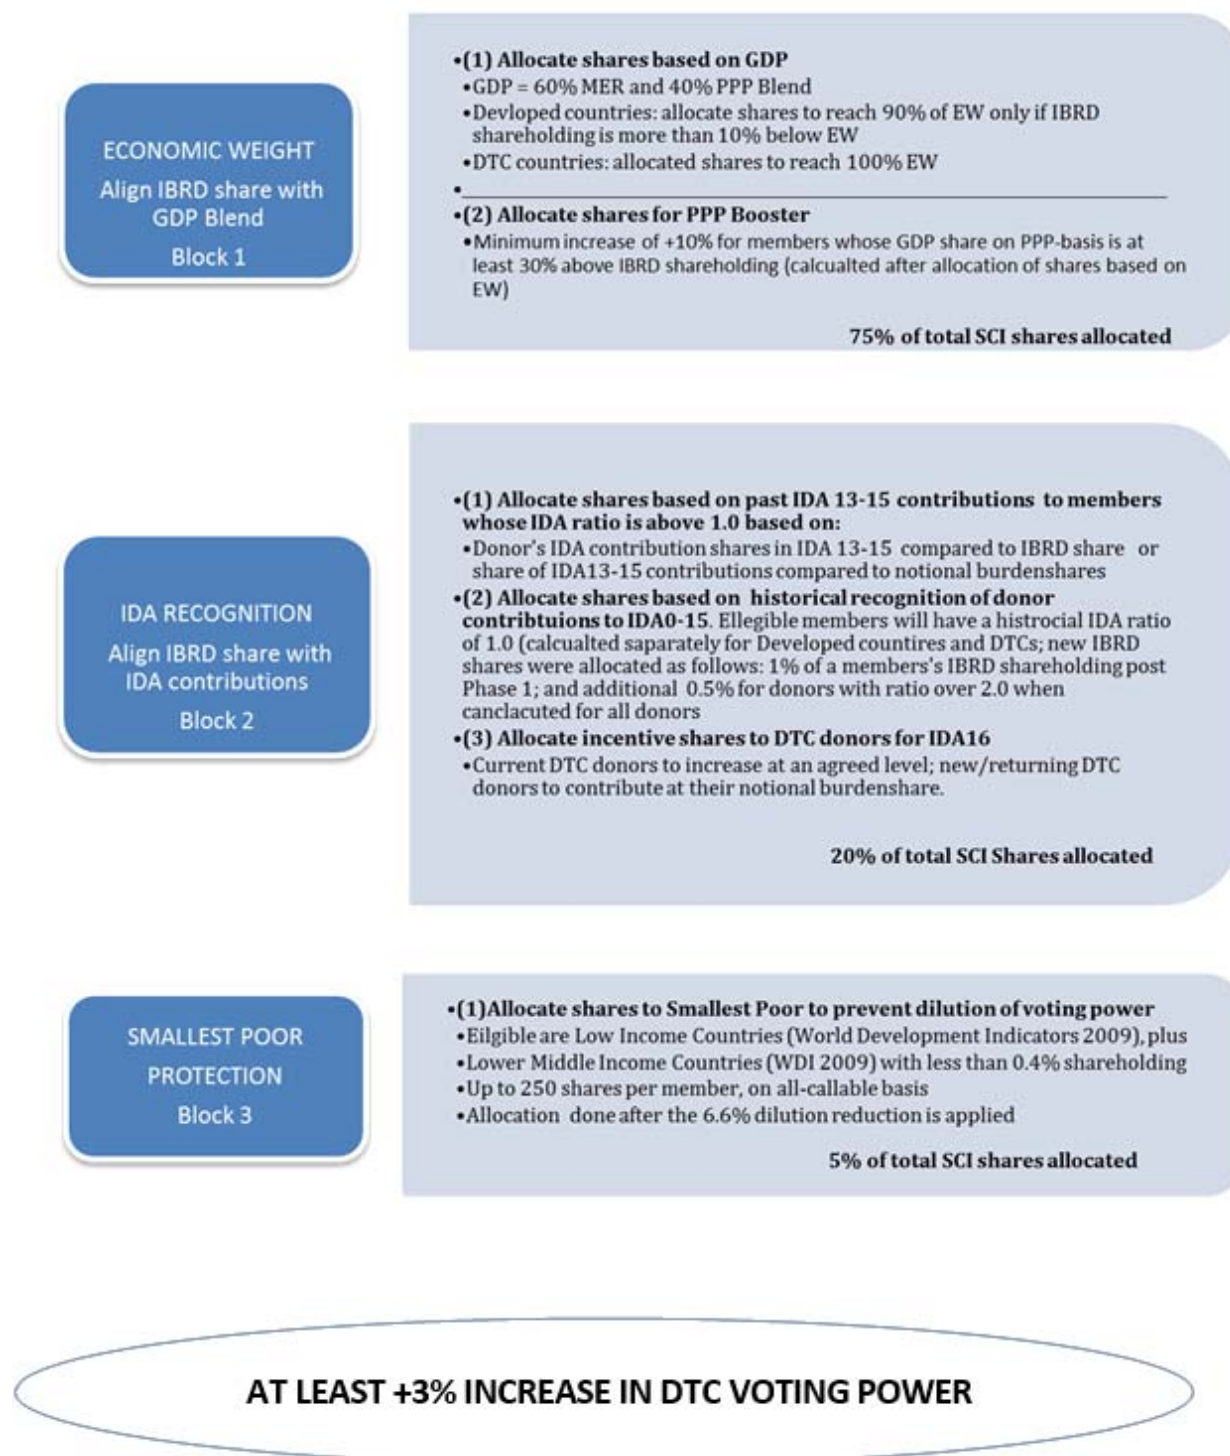 ECONOMIC WEIGHT
Align IBRD share with
GDP Blend
Block 1
•(1) Allocate shares based on GDP
•GDP = 60% MER and 40% PPP Blend
•Devloped countries: allocate shares to reach 90% of EW only if IBRD
shareholding is more than 10% below EW
•DTC countries: allocated shares to reach 100% EW
•
•(2) Allocate shares for PPP Booster
•Minimum increase of +10% for members whose GDP share on PPP-basis is at
least 30% above IBRD shareholding (calcualted after allocation of shares based on
EW)
75% of total SCI shares allocated
IDA RECOGNITION
Align IBRD share with
IDA contributions
Block 2
•(1) Allocate shares based on past IDA 13-15 contributions to members
whose IDA ratio is above 1.0 based on:
•Donor's IDA contribution shares in IDA 13-15 compared to IBRD share or
share of IDA13-15 contributions compared to notional burdenshares
•(2) Allocate shares based on historical recognition of donor
contribtuions to IDA0-15. Ellegible members will have a histrocial IDA ratio
of 1.0 (calcualted saparately for Developed countires and DTCs; new IBRD
shares were allocated as follows: 1% of a members's IBRD shareholding post
Phase 1; and additional 0.5% for donors with ratio over 2.0 when
canclacuted for all donors
•(3) Allocate incentive shares to DTC donors for IDA16
•Current DTC donors to increase at an agreed level; new/returning DTC
donors to contribute at their notional burdenshare.
20% of total SCI Shares allocated
SMALLEST POOR
PROTECTION
Block 3
•(1)Allocate shares to Smallest Poor to prevent dilution of voting power
•Eilgible are Low Income Countries (World Development Indicators 2009), plus
•Lower Middle Income Countries (WDI 2009) with less than 0.4% shareholding
•Up to 250 shares per member, on all-callable basis
•Allocation done after the 6.6% dilution reduction is applied
5% of total SCI shares allocated
AT LEAST +3% INCREASE IN DTC VOTING POWER